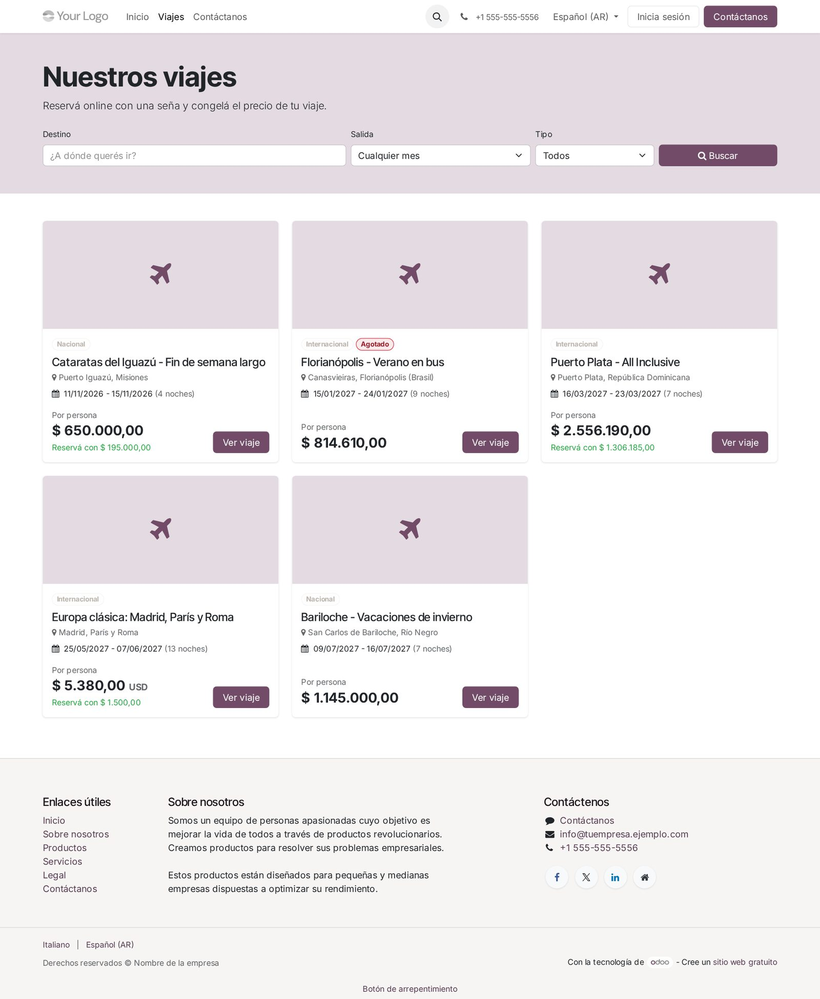 Your Logo
Inicio
Viajes
Contáctanos
+1 555-555-5556
Español (AR)
Inicia sesión
Contáctanos
Nuestros viajes
Reservá online con una seña y congelá el precio de tu viaje.
Destino
Salida
Tipo
¿A dónde querés ir?
Cualquier mes
Todos
Buscar
Nacional
Cataratas del Iguazú - Fin de semana largo
Puerto Iguazú, Misiones
11/11/2026 - 15/11/2026 (4 noches)
Por persona
$ 650.000,00
Reservá con $ 195.000,00
Ver viaje
Internacional
Agotado
Florianópolis - Verano en bus
Canasvieiras, Florianópolis (Brasil)
15/01/2027 - 24/01/2027 (9 noches)
Por persona
$ 814.610,00
Ver viaje
Internacional
Puerto Plata - All Inclusive
Puerto Plata, República Dominicana
16/03/2027 - 23/03/2027 (7 noches)
Por persona
$ 2.556.190,00
Reservá con $ 1.306.185,00
Ver viaje
Internacional
Europa clásica: Madrid, París y Roma
Madrid, París y Roma
25/05/2027 - 07/06/2027 (13 noches)
Por persona
$ 5.380,00 USD
Reservá con $ 1.500,00
Ver viaje
Nacional
Bariloche - Vacaciones de invierno
San Carlos de Bariloche, Río Negro
09/07/2027 - 16/07/2027 (7 noches)
Por persona
$ 1.145.000,00
Ver viaje
Enlaces útiles
Inicio
Sobre nosotros
Productos
Servicios
Legal
Contáctanos
Sobre nosotros
Somos un equipo de personas apasionadas cuyo objetivo es
mejorar la vida de todos a través de productos revolucionarios.
Creamos productos para resolver sus problemas empresariales.
Estos productos están diseñados para pequeñas y medianas
empresas dispuestas a optimizar su rendimiento.
Contáctenos
Contáctanos
info@tuempresa.ejemplo.com
+1 555-555-5556
Italiano | Español (AR)
Derechos reservados © Nombre de la empresa
Con la tecnología de odoo - Cree un sitio web gratuito
Botón de arrepentimiento